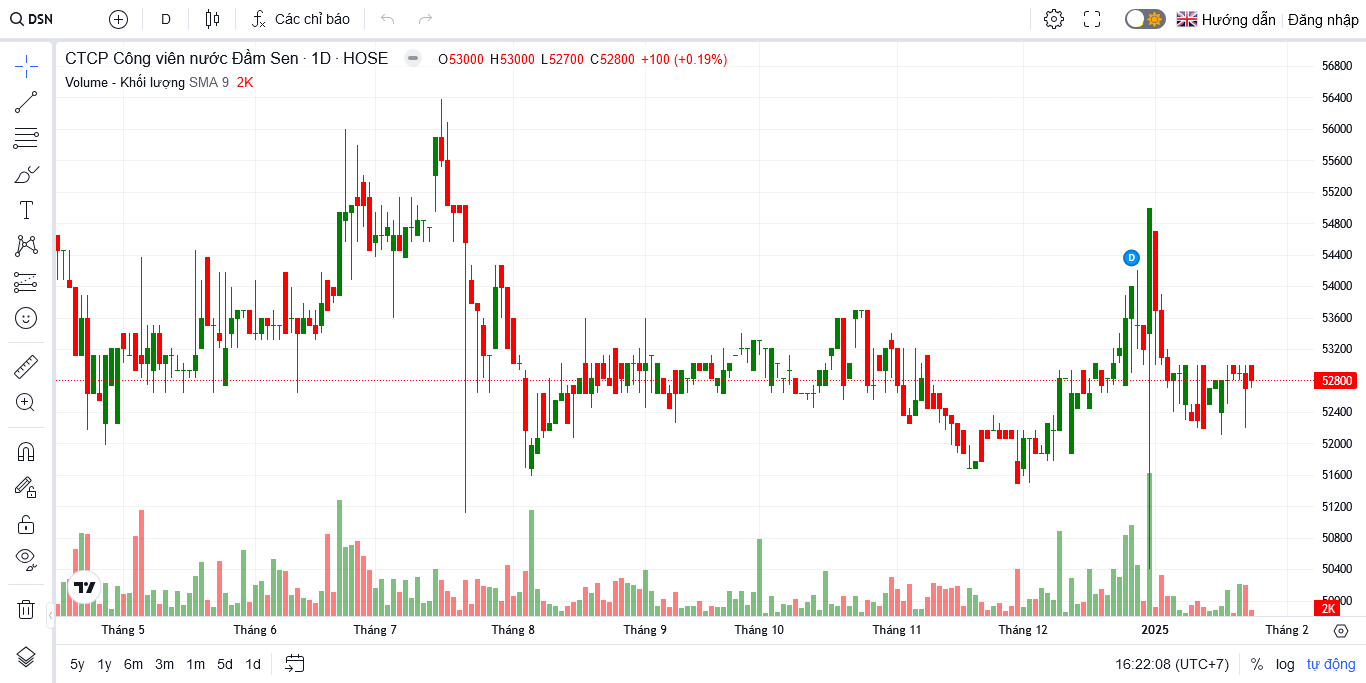 DSN D Các chỉ báo Hướng dẫn Đăng nhập
CTCP Công viên nước Đầm Sen · 1D · HOSE O53000 H53000 L52700 C52800 +100 (+0.19%)
Volume - Khối lượng SMA 9 2K
56800
56400
56000
55600
55200
54800
54400
D
54000
53600
53200
52800
52400
52000
51600
51200
50800
50400
50000
2K
Tháng 5 Tháng 6 Tháng 7 Tháng 8 Tháng 9 Tháng 10 Tháng 11 Tháng 12 2025 Tháng 2
5y 1y 6m 3m 1m 5d 1d 16:22:08 (UTC+7) % log tự động